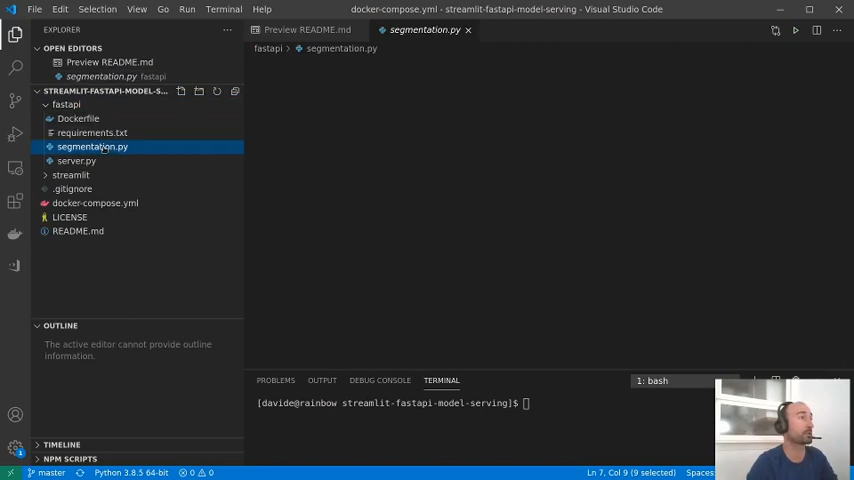 File Edit Selection View Go Run Terminal Help docker-compose.yml - streamlit-fastapi-model-serving - Visual Studio Code
EXPLORER
OPEN EDITORS
Preview README.md
segmentation.py fastapi
STREAMLIT-FASTAPI-MODEL-S...
fastapi
Dockerfile
requirements.txt
segmentation.py
server.py
streamlit
.gitignore
docker-compose.yml
LICENSE
README.md
OUTLINE
The active editor cannot provide outline
information.
TIMELINE
NPM SCRIPTS
Preview README.md segmentation.py
fastapi > segmentation.py
PROBLEMS OUTPUT DEBUG CONSOLE TERMINAL 1: bash
[davide@rainbow streamlit-fastapi-model-serving]$
1
master Python 3.8.5 64-bit 0 0 Ln 7, Col 9 (9 selected) Spaces: